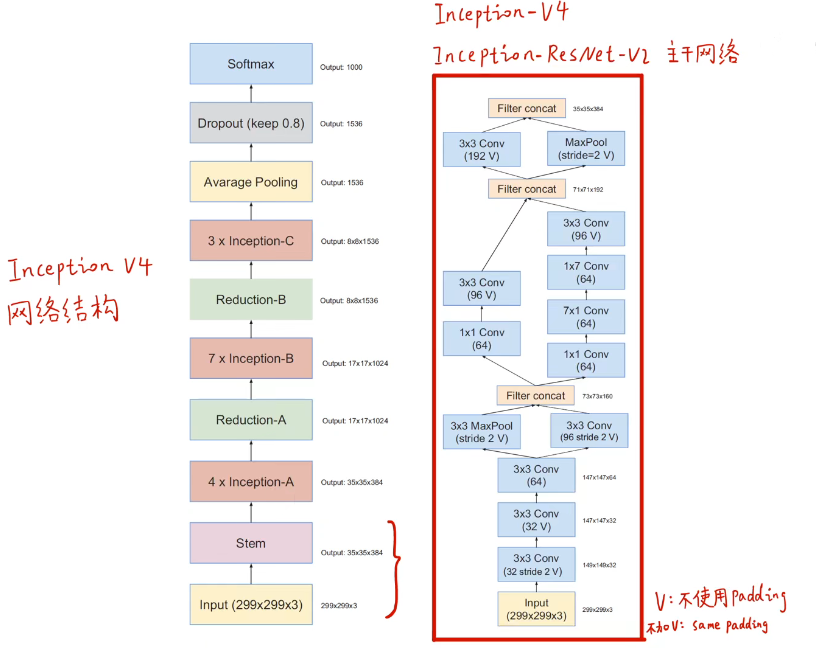 Inception-V4
Inception-ResNet-V2 主干网络
Softmax
Output: 1000
Dropout (keep 0.8)
Output: 1536
Avarage Pooling
Output: 1536
3 x Inception-C
Output: 8x8x1536
Reduction-B
Output: 8x8x1536
7 x Inception-B
Output: 17x17x1024
Reduction-A
Output: 17x17x1024
4 x Inception-A
Output: 35x35x384
Stem
Output: 35x35x384
Input (299x299x3)
299x299x3
Inception V4
网络结构
Filter concat
35x35x384
3x3 Conv
(192 V)
MaxPool
(stride=2 V)
Filter concat
71x71x192
3x3 Conv
(96 V)
1x7 Conv
(64)
3x3 Conv
(96 V)
7x1 Conv
(64)
1x1 Conv
(64)
1x1 Conv
(64)
Filter concat
73x73x160
3x3 MaxPool
(stride 2 V)
3x3 Conv
(96 stride 2 V)
3x3 Conv
(64)
147x147x64
3x3 Conv
(32 V)
147x147x32
3x3 Conv
(32 stride 2 V)
149x149x32
Input
(299x299x3)
299x299x3
V: 不使用padding
不加V: same padding